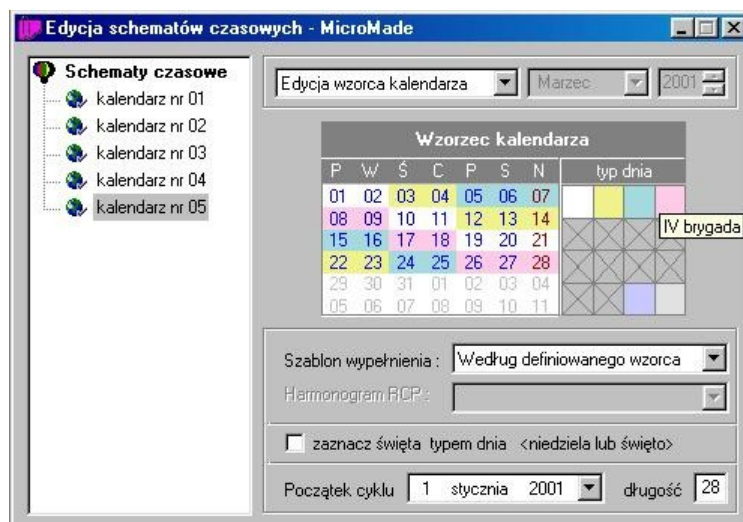 Edycja schematów czasowych - MicroMade
Schematy czasowe
kalendarz nr 01
kalendarz nr 02
kalendarz nr 03
kalendarz nr 04
kalendarz nr 05
Edycja wzorca kalendarza Marzec 2001
Wzorzec kalendarza
P W Ś C P S N typ dnia
01 02 03 04 05 06 07
08 09 10 11 12 13 14
IV brygada
15 16 17 18 19 20 21
22 23 24 25 26 27 28
29 30 31 01 02 03 04
05 06 07 08 09 10 11
Szablon wypełnienia : Według definiowanego wzorca
Harmonogram RCP :
zaznacz święta typem dnia <niedziela lub święto>
Początek cyklu 1 stycznia 2001 długość 28